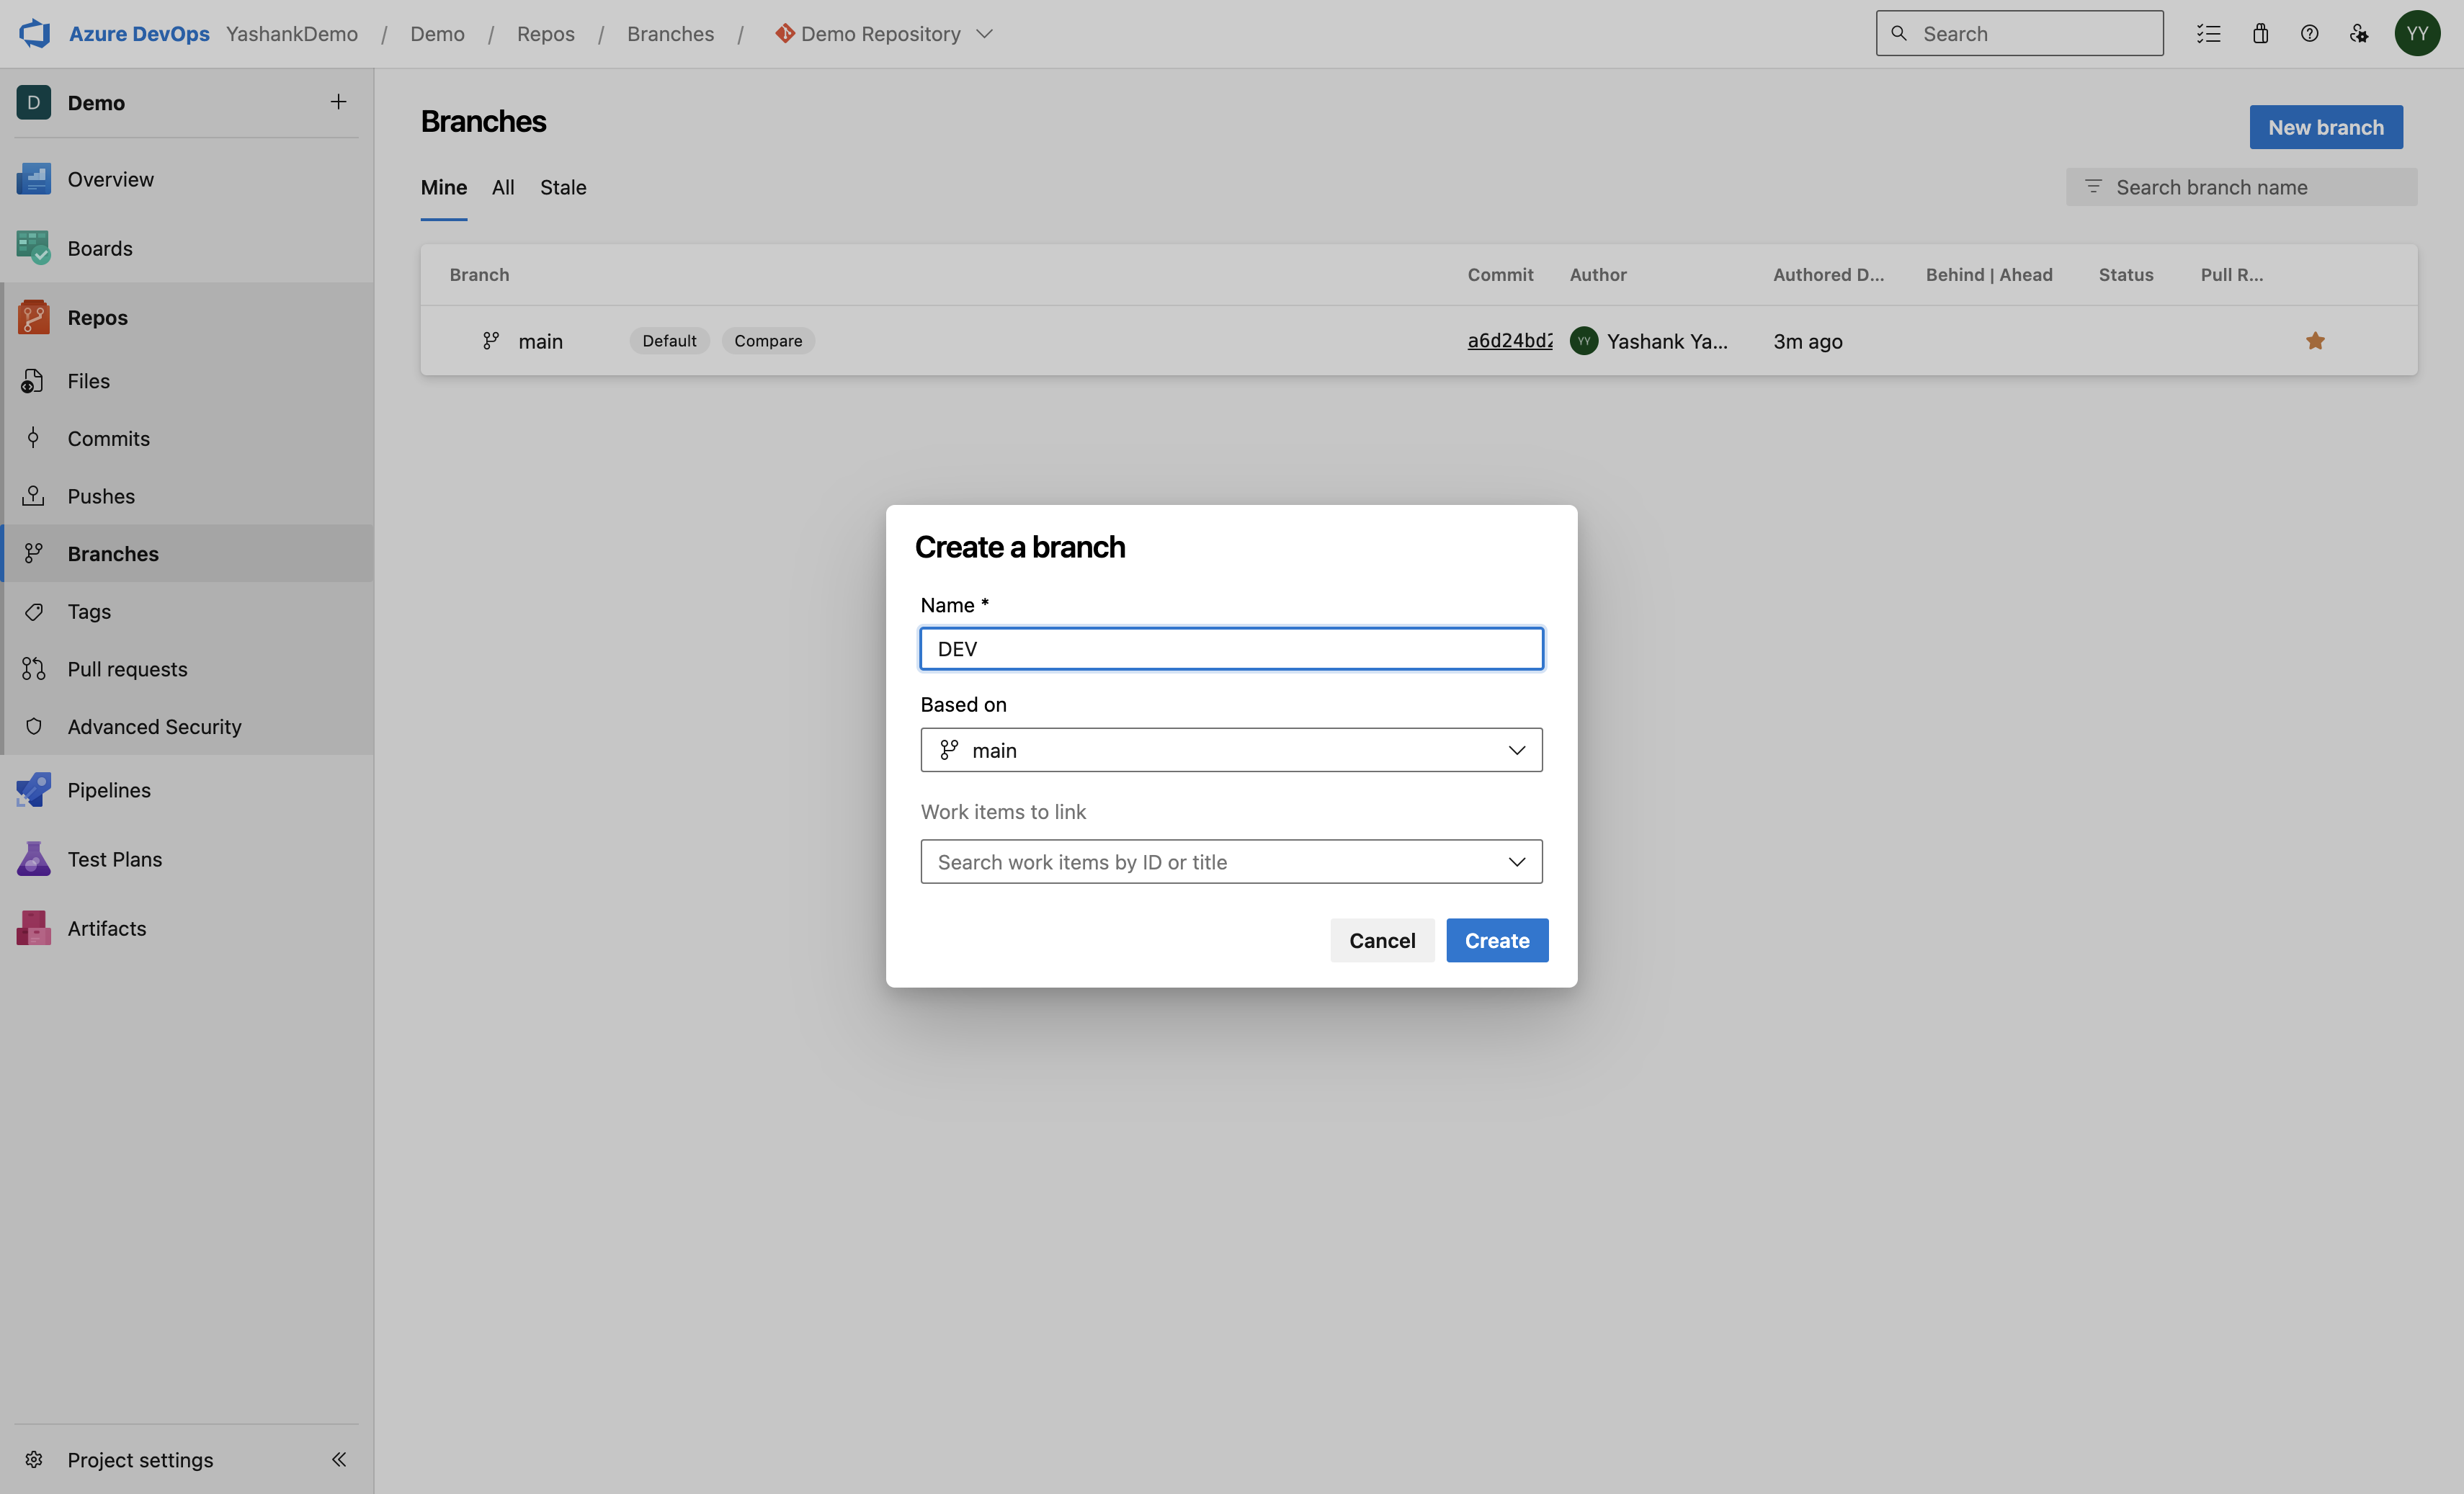 Azure DevOps YashankDemo / Demo / Repos / Branches / Demo Repository
Search
YY
D Demo
Overview
Boards
Repos
Files
Commits
Pushes
Branches
Tags
Pull requests
Advanced Security
Pipelines
Test Plans
Artifacts
Project settings
Branches
New branch
Mine All Stale
Search branch name
Branch Commit Author Authored D... Behind | Ahead Status Pull R...
main Default Compare a6d24bd2 YY Yashank Ya... 3m ago
Create a branch
Name *
DEV
Based on
main
Work items to link
Search work items by ID or title
Cancel Create